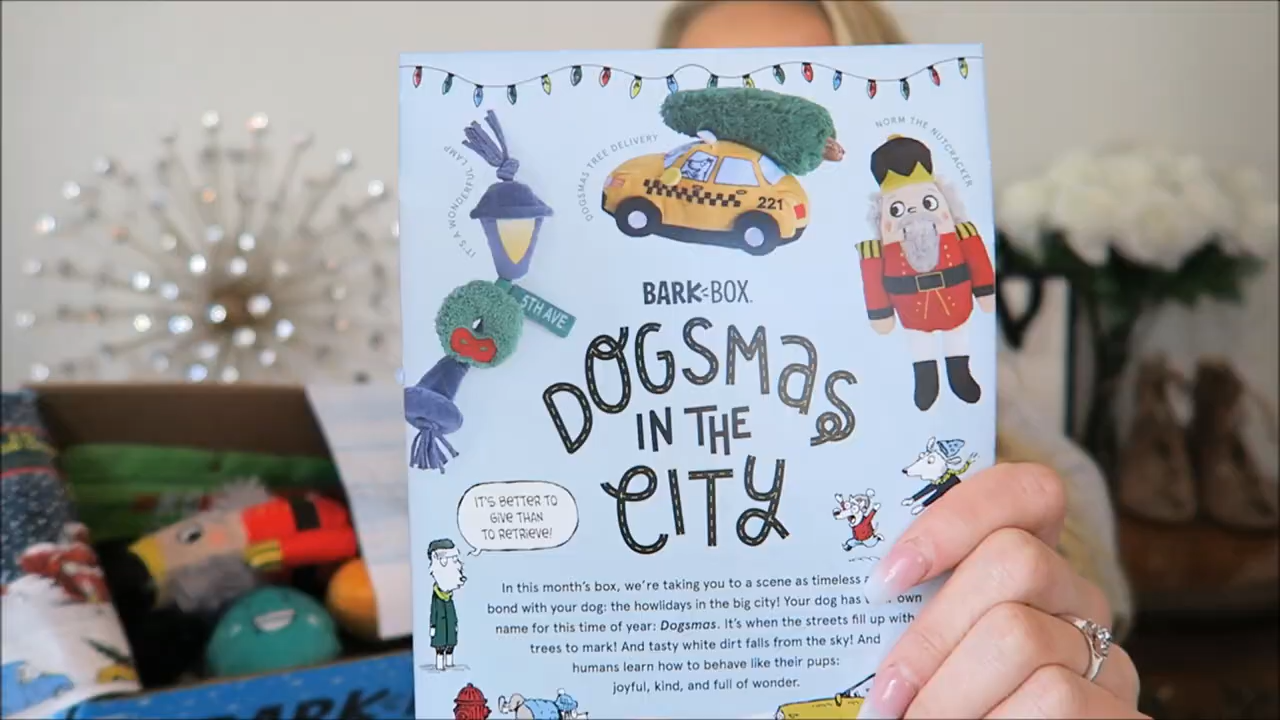 IT'S A WONDERFUL LAMP
DOGSMAS TREE DELIVERY
NORM THE NUTCRACKER
221
5TH AVE
BARK BOX
DOGSMAS
IN THE
CITY
IT'S BETTER TO
GIVE THAN
TO RETRIEVE!
In this month's box, we're taking you to a scene as timeless
bond with your dog: the howlidays in the big city! Your dog has own
name for this time of year: Dogsmas. It's when the streets fill up with
trees to mark! And tasty white dirt falls from the sky! And
humans learn how to behave like their pups:
joyful, kind, and full of wonder.
BARK